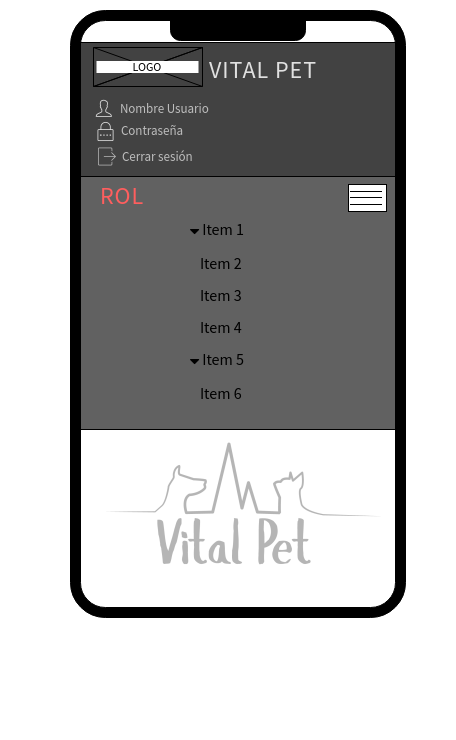 LOGO
VITAL PET
Nombre Usuario
Contraseña
Cerrar sesión
ROL
Item 1
Item 2
Item 3
Item 4
Item 5
Item 6
Vital Pet